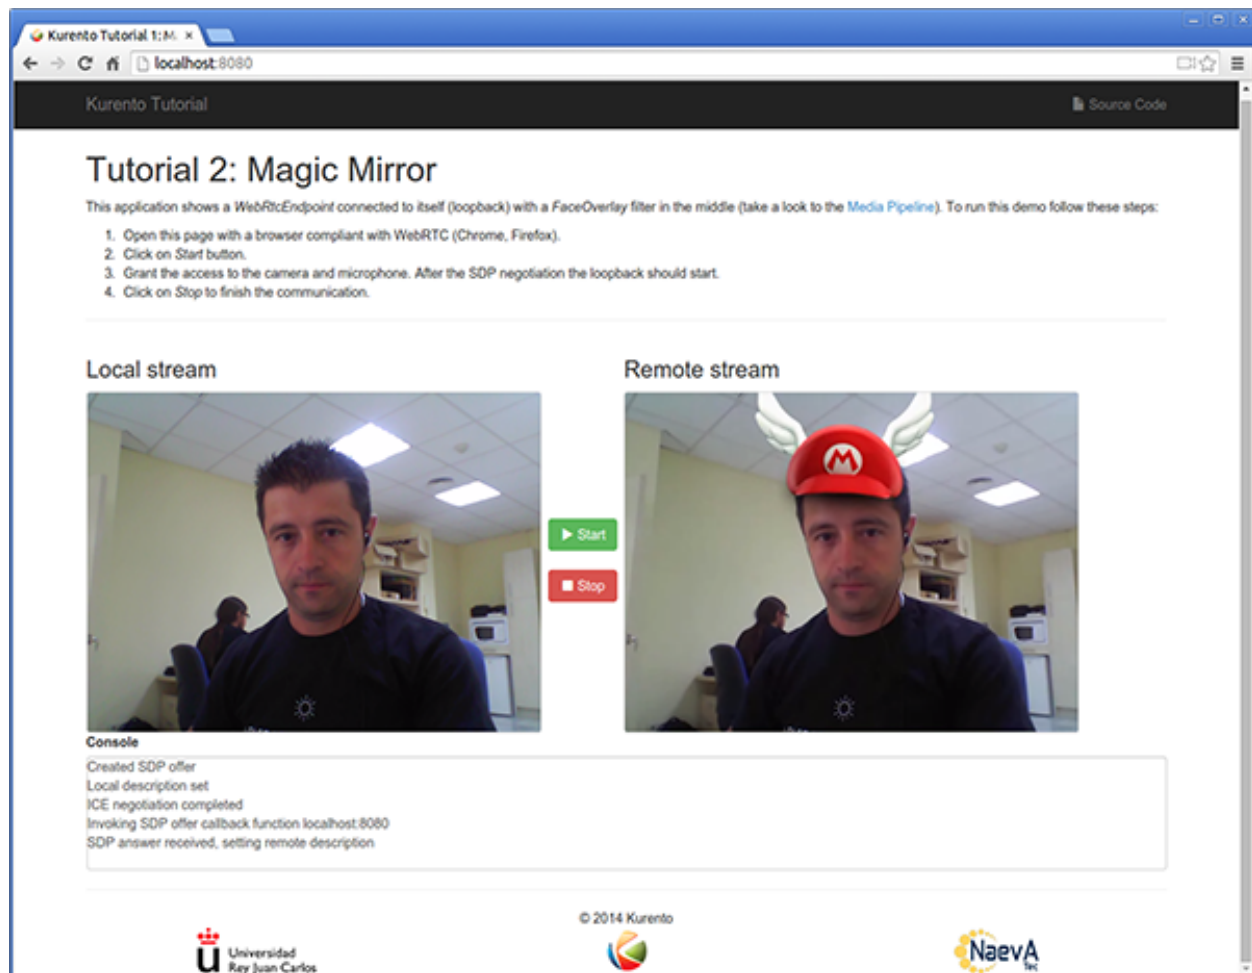 Kurento Tutorial 1: M
localhost:8080
Kurento Tutorial
Source Code
Tutorial 2: Magic Mirror
This application shows a WebRtcEndpoint connected to itself (loopback) with a FaceOverlay filter in the middle (take a look to the Media Pipeline). To run this demo follow these steps:
1. Open this page with a browser compliant with WebRTC (Chrome, Firefox).
2. Click on Start button.
3. Grant the access to the camera and microphone. After the SDP negotiation the loopback should start.
4. Click on Stop to finish the communication.
Local stream
Remote stream
M
Start
Stop
Console
Created SDP offer
Local description set
ICE negotiation completed
Invoking SDP offer callback function localhost:8080
SDP answer received, setting remote description
© 2014 Kurento
Universidad
Rey Juan Carlos
NaevA
Tec